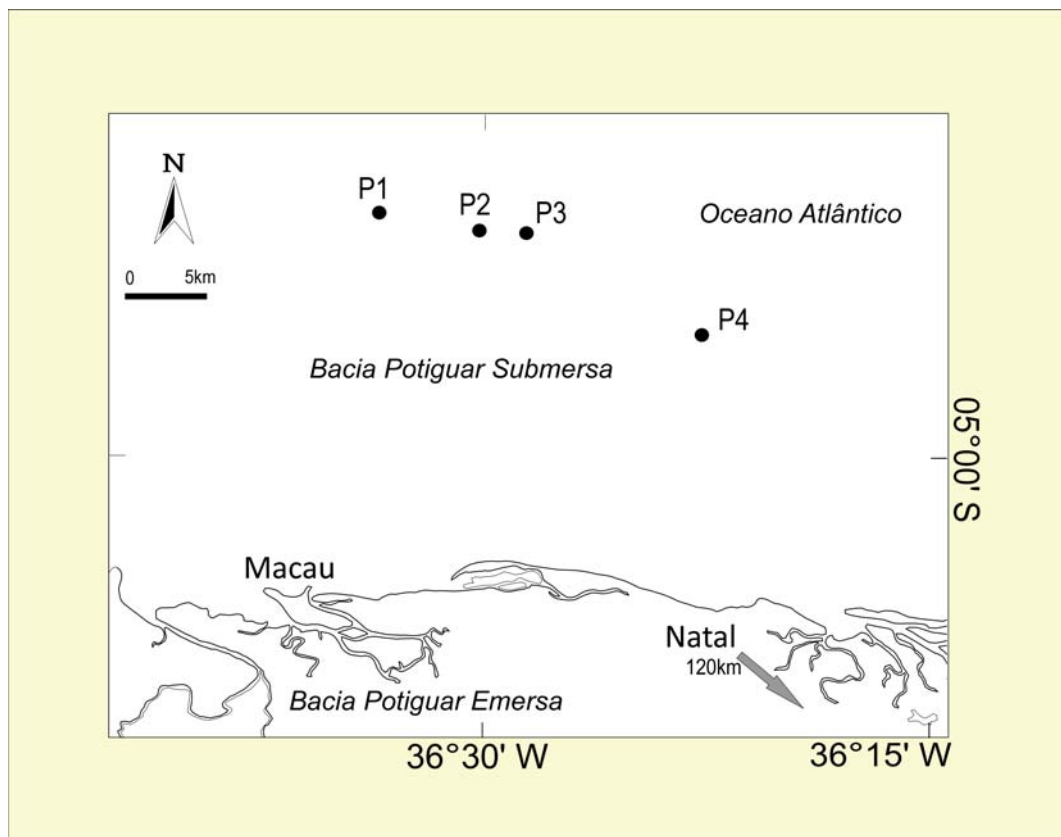 N
0 5km
P1
P2
P3
Oceano Atlântico
P4
Bacia Potiguar Submersa
05°00' S
Macau
Natal
120km
Bacia Potiguar Emersa
36°30' W
36°15' W